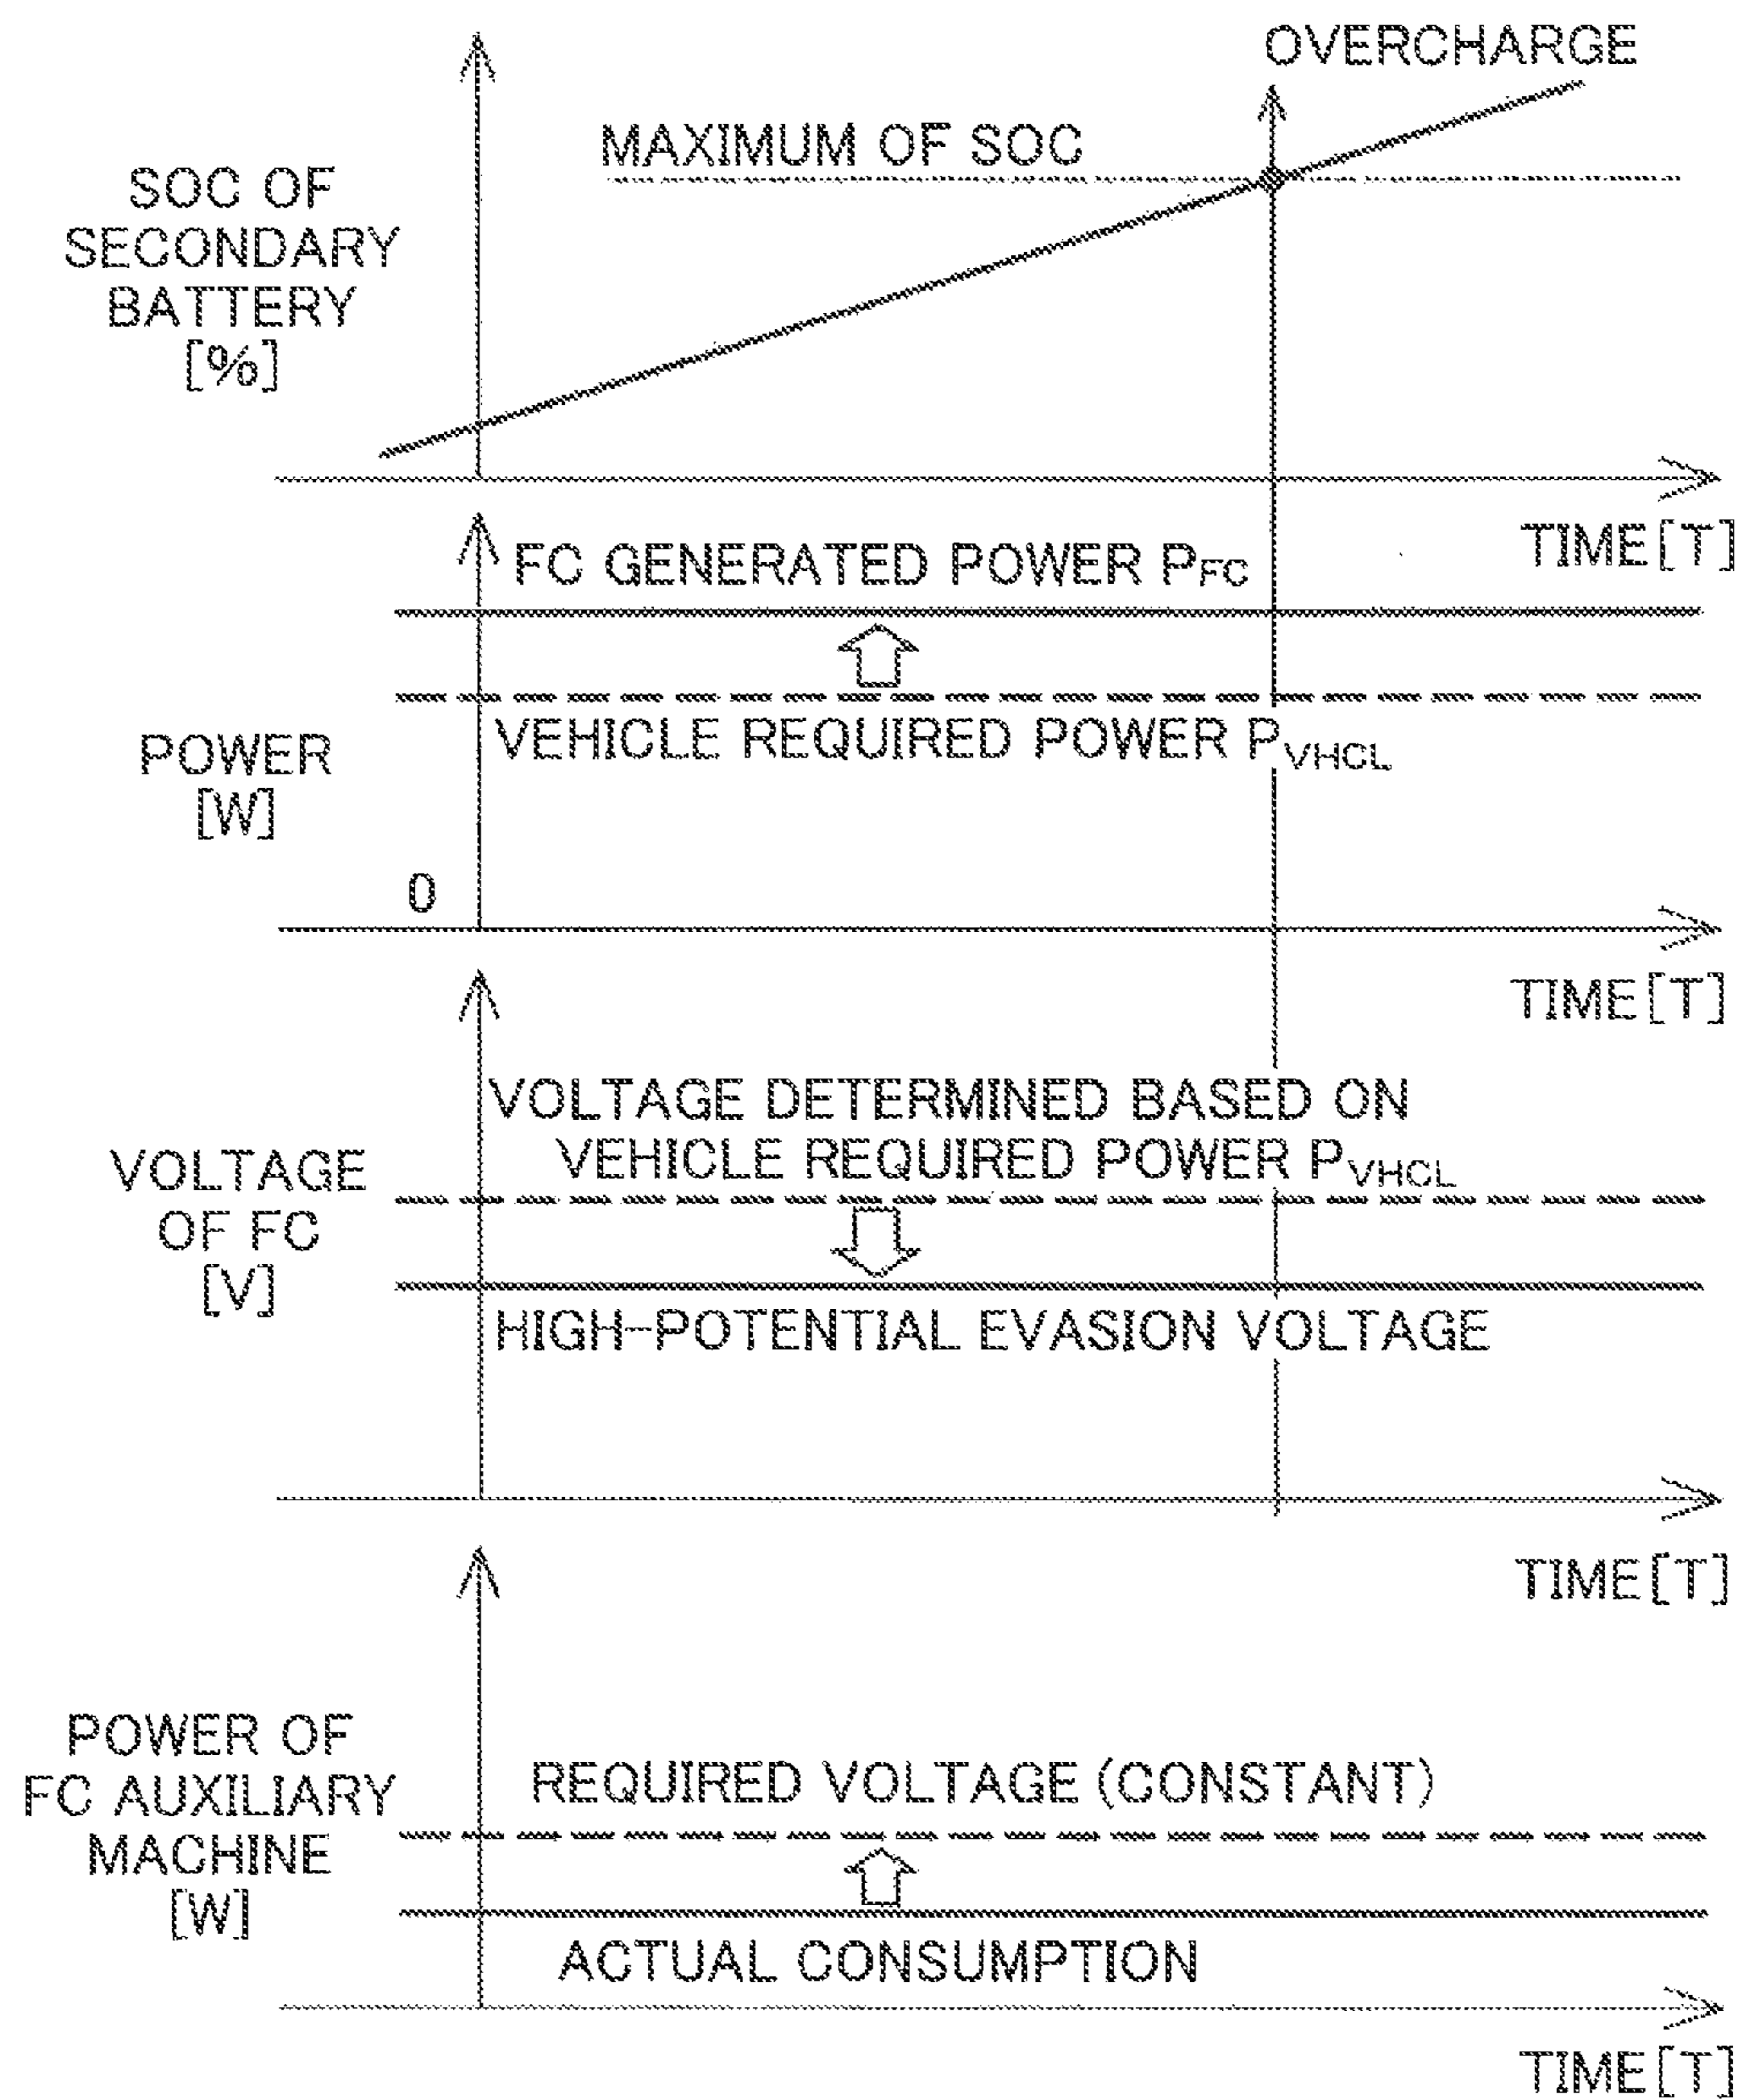 OVERCHARGE
MAXIMUM OF SOC
SOC OF
SECONDARY
BATTERY
[%]
TIME[T]
FC GENERATED POWER PFC
VEHICLE REQUIRED POWER PVHCL
POWER
[W]
0
TIME[T]
VOLTAGE DETERMINED BASED ON
VEHICLE REQUIRED POWER PVHCL
VOLTAGE
OF FC
[V]
HIGH-POTENTIAL EVASION VOLTAGE
TIME[T]
POWER OF
FC AUXILIARY
MACHINE
[W]
REQUIRED VOLTAGE (CONSTANT)
ACTUAL CONSUMPTION
TIME[T]